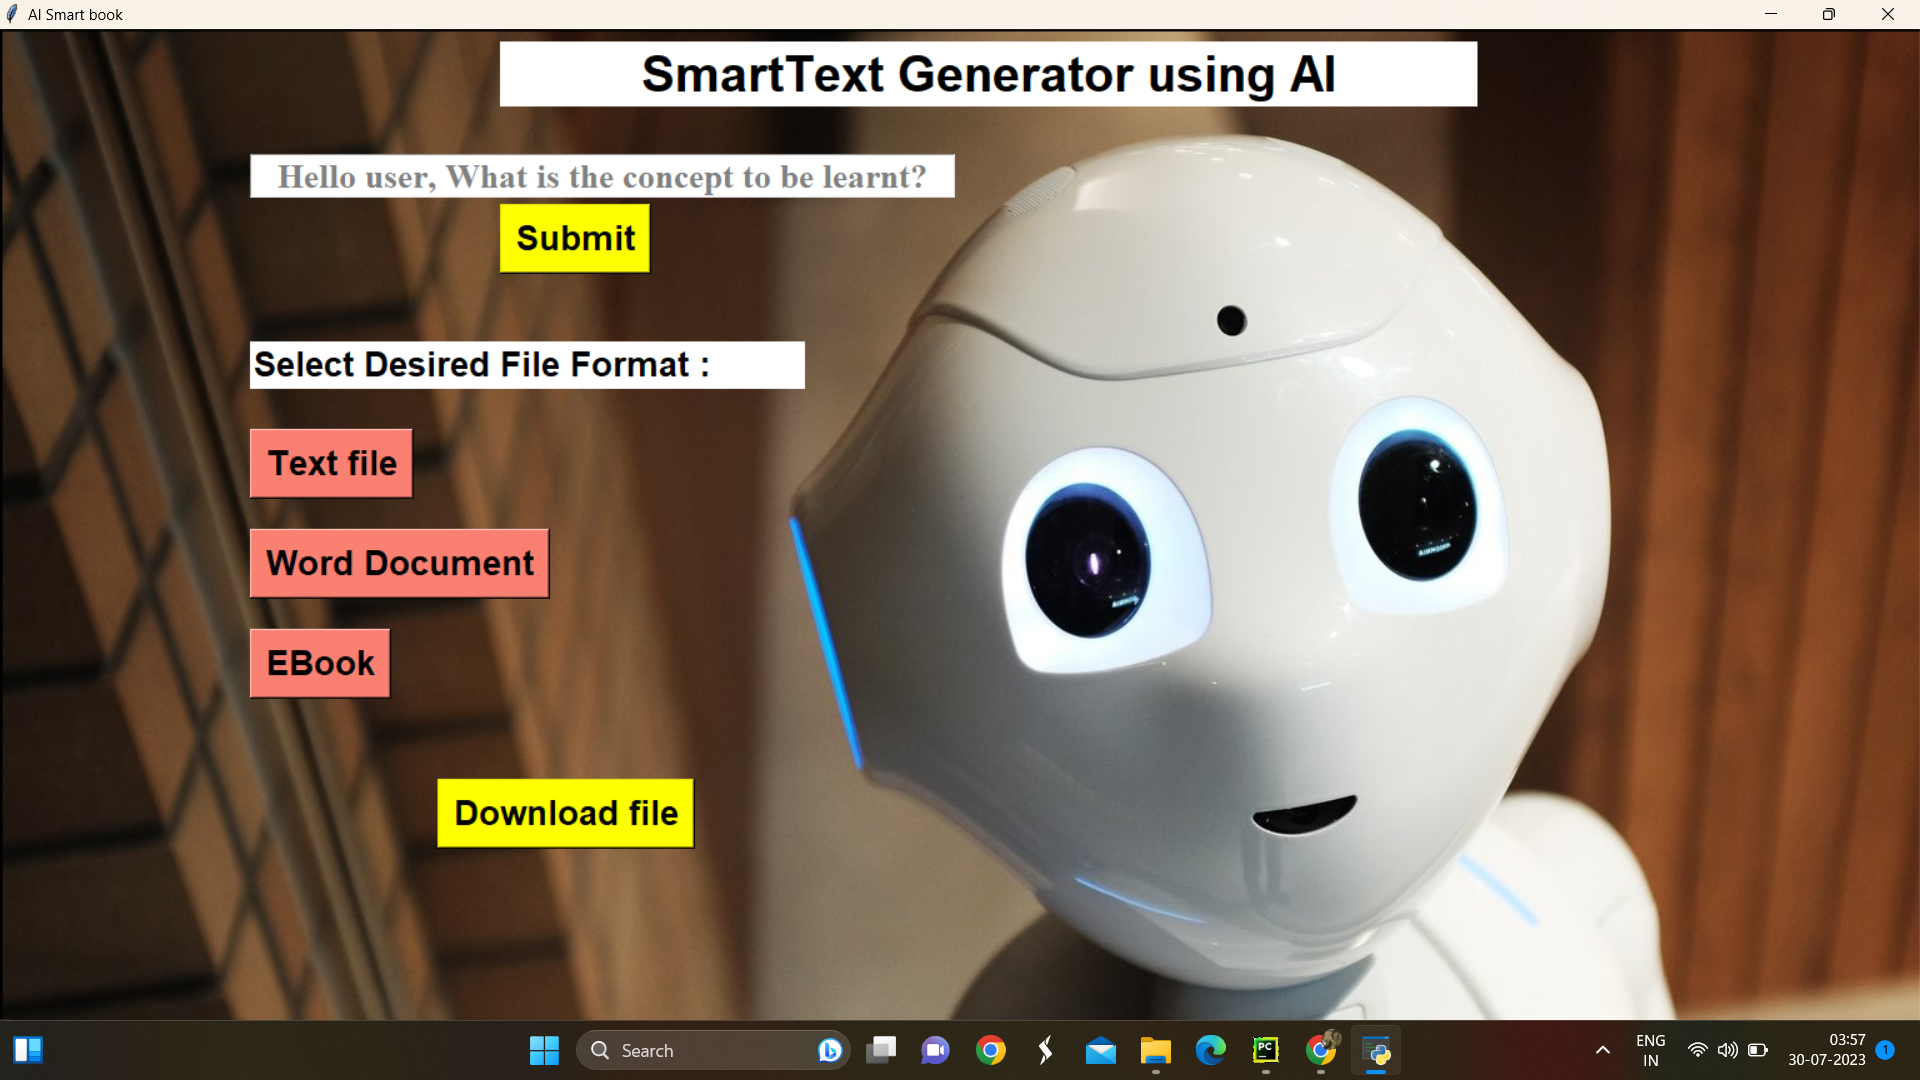 AI Smart book
SmartText Generator using AI
Hello user, What is the concept to be learnt?
Submit
Select Desired File Format :
Text file
Word Document
EBook
Download file
Search
PC
ENG
IN
03:57
30-07-2023
1